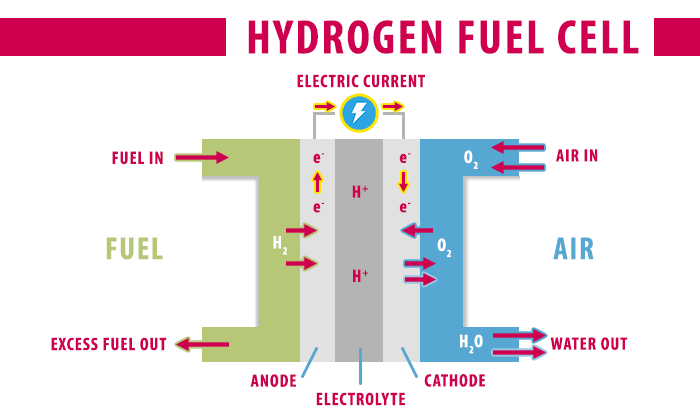 HYDROGEN FUEL CELL
ELECTRIC CURRENT
FUEL IN
e⁻
e⁻
O₂
AIR IN
H⁺
e⁻
e⁻
FUEL
H₂
O₂
AIR
H⁺
EXCESS FUEL OUT
H₂O
WATER OUT
ANODE
ELECTROLYTE
CATHODE